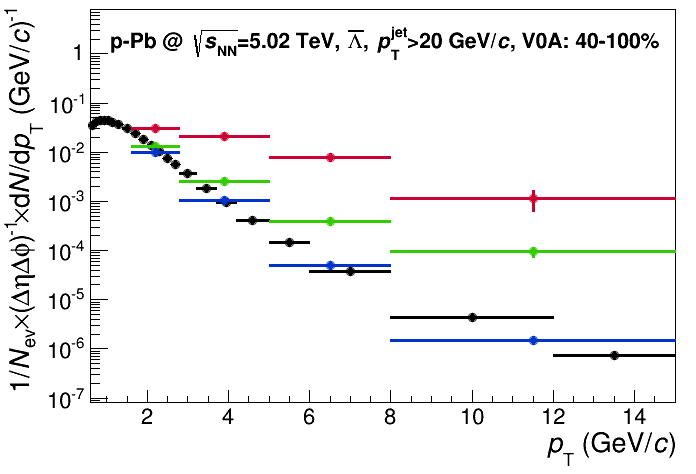 p-Pb @ √sNN=5.02 TeV, Λ̅, pTjet>20 GeV/c, V0A: 40-100%
1/Nev×(ΔηΔϕ)-1×dN/dpT (GeV/c)-1
1
10-1
10-2
10-3
10-4
10-5
10-6
10-7
2 4 6 8 10 12 14
pT (GeV/c)